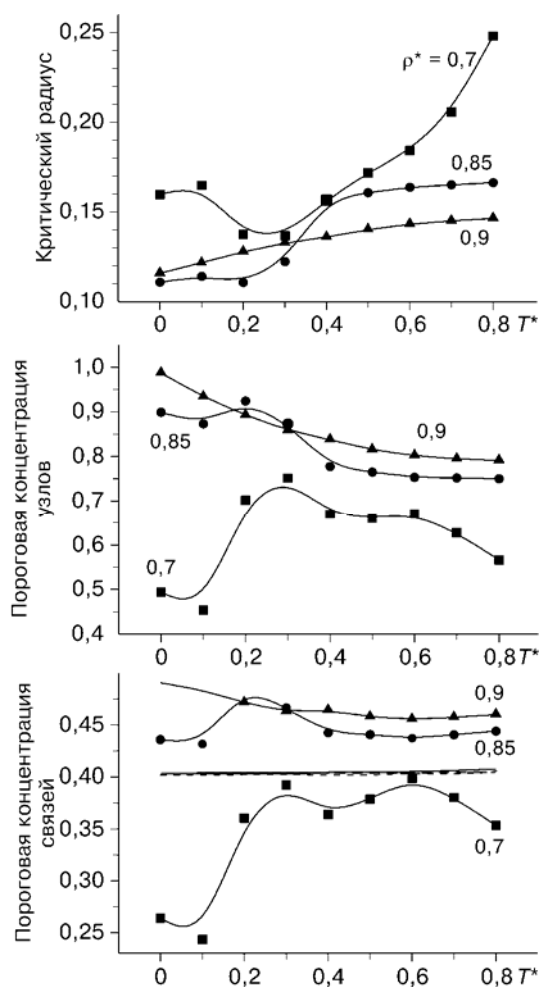 Критический радиус
0,25
0,20
0,15
0,10
ρ* = 0,7
0,85
0,9
0 0,2 0,4 0,6 0,8 T*
Пороговая концентрация
узлов
1,0
0,9
0,8
0,7
0,6
0,5
0,4
0,85
0,9
0,7
0 0,2 0,4 0,6 0,8 T*
Пороговая концентрация
связей
0,45
0,40
0,35
0,30
0,25
0,9
0,85
0,7
0 0,2 0,4 0,6 0,8 T*